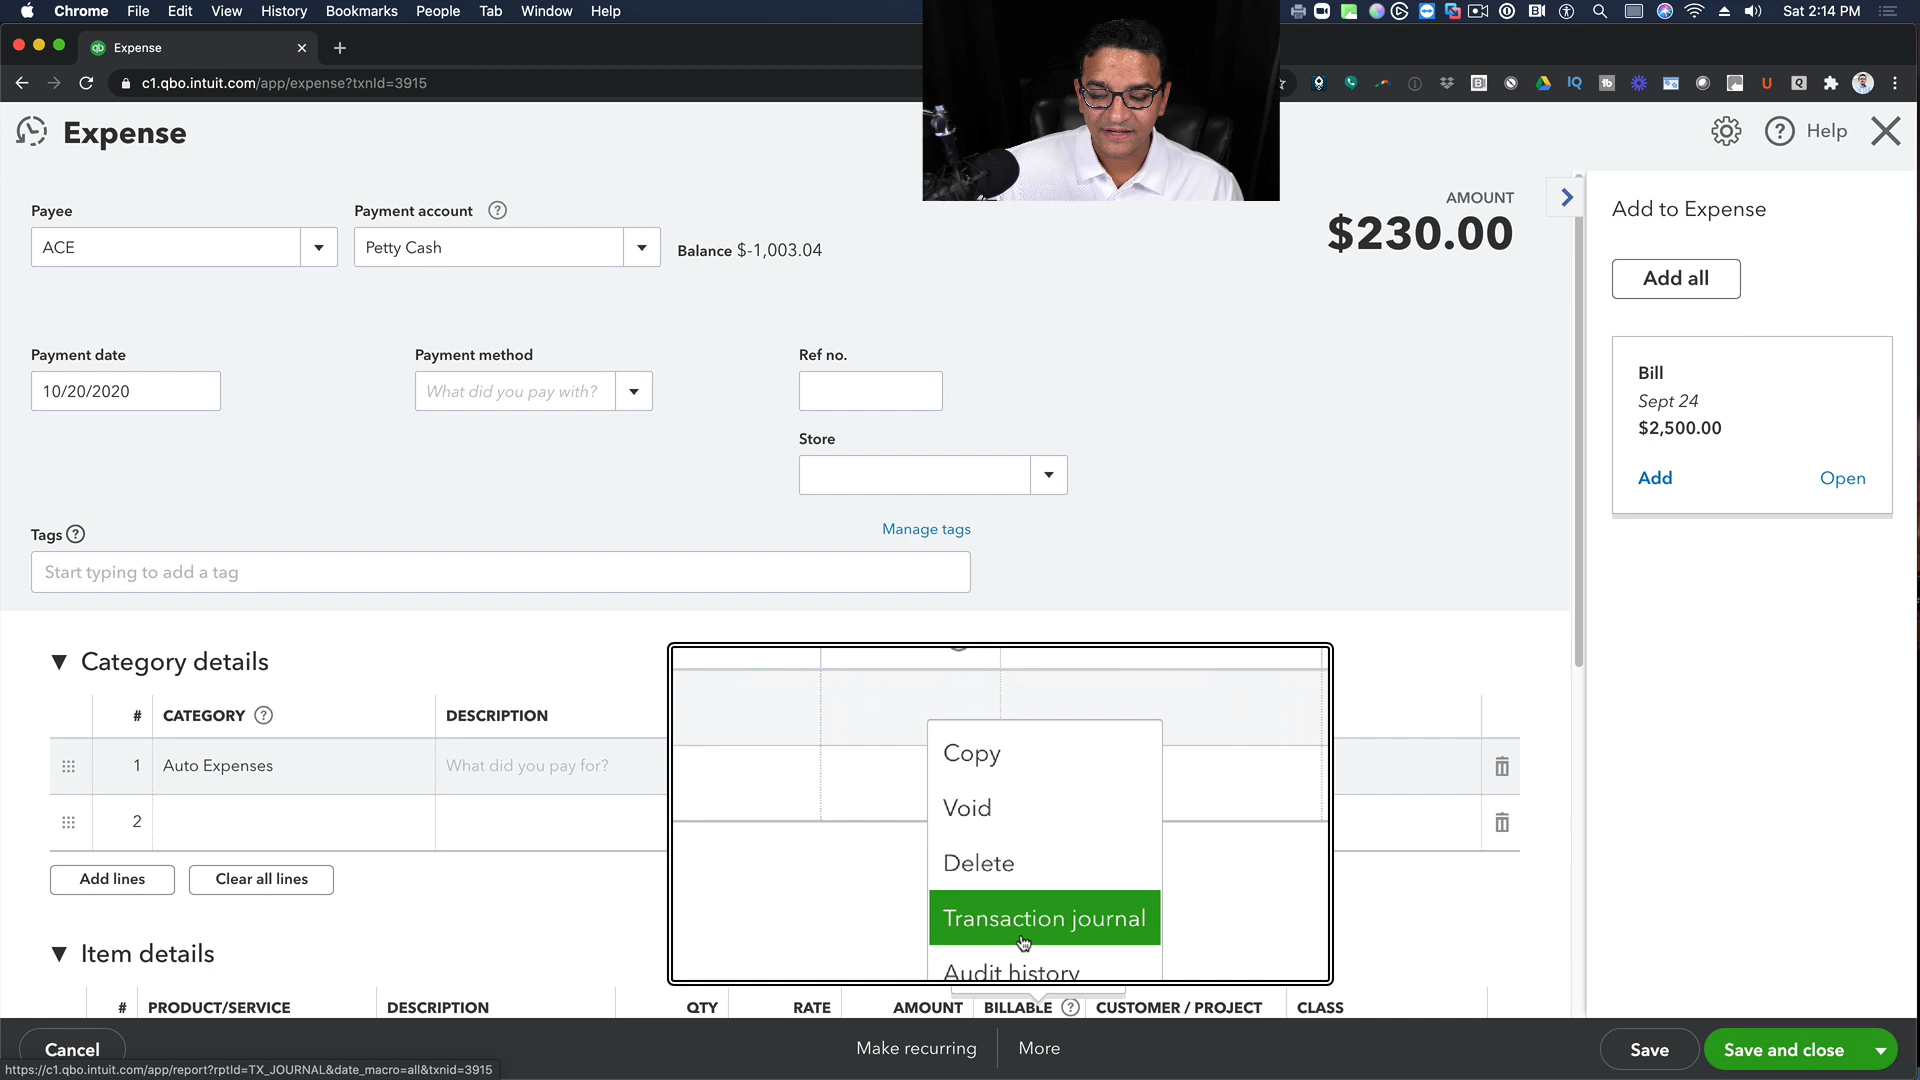 Chrome File Edit View History Bookmarks People Tab Window Help
Sat 2:14 PM
Expense
c1.qbo.intuit.com/app/expense?txnId=3915
Expense
Help
Payee
Payment account
AMOUNT
$230.00
ACE
Petty Cash
Balance $-1,003.04
Add to Expense
Add all
Payment date
Payment method
Ref no.
10/20/2020
What did you pay with?
Bill
Sept 24
$2,500.00
Add
Open
Store
Tags
Manage tags
Start typing to add a tag
Category details
# CATEGORY DESCRIPTION
1 Auto Expenses What did you pay for?
2
Add lines
Clear all lines
Copy
Void
Delete
Transaction journal
Audit history
Item details
# PRODUCT/SERVICE DESCRIPTION QTY RATE AMOUNT BILLABLE CUSTOMER / PROJECT CLASS
Cancel
Make recurring
More
Save
Save and close
https://c1.qbo.intuit.com/app/report?rptId=TX_JOURNAL&date_macro=all&txnid=3915